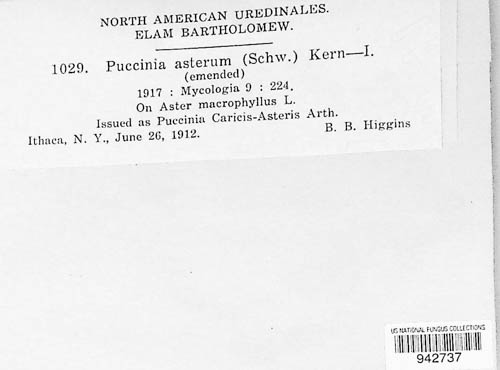 NORTH AMERICAN UREDINALES.
ELAM BARTHOLOMEW.
1029. Puccinia asterum (Schw.) Kern—I.
(emended)
1917 : Mycologia 9 : 224.
On Aster macrophyllus L.
Issued as Puccinia Caricis-Asteris Arth.
Ithaca, N. Y., June 26, 1912. B. B. Higgins
US NATIONAL FUNGUS COLLECTIONS
942737